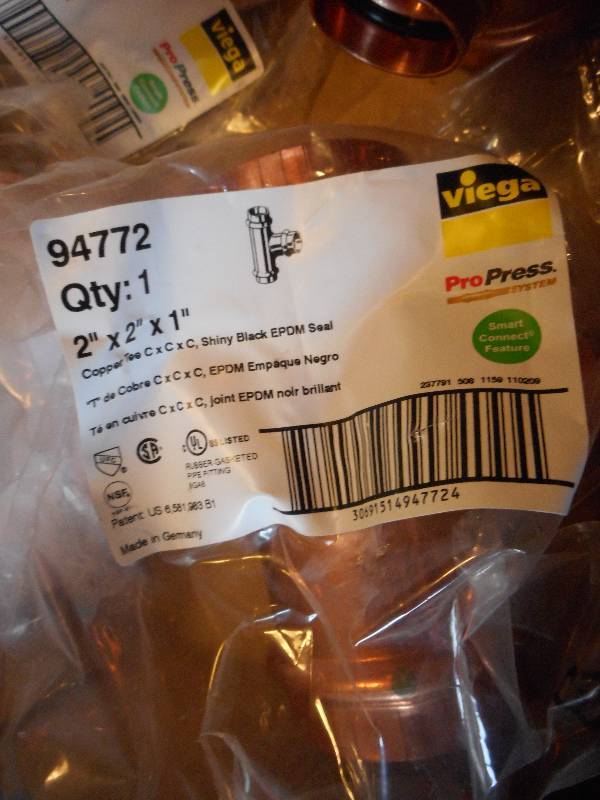 viega
ProPress.
94772
Qty: 1
2" x 2" x 1"
Copper Tee C x C x C, Shiny Black EPDM Seal
"T" de Cobre C x C x C, EPDM Empaque Negro
Té en cuivre C x C x C, joint EPDM noir brillant
viega
ProPress.
SYSTEM
Smart
Connect®
Feature
237791 508 1159 110209
30691514947724
UL
LISTED
RUBBER-GASKETED
PIPE FITTING
NSF
Patent: US 6,581,983 B1
Made in Germany